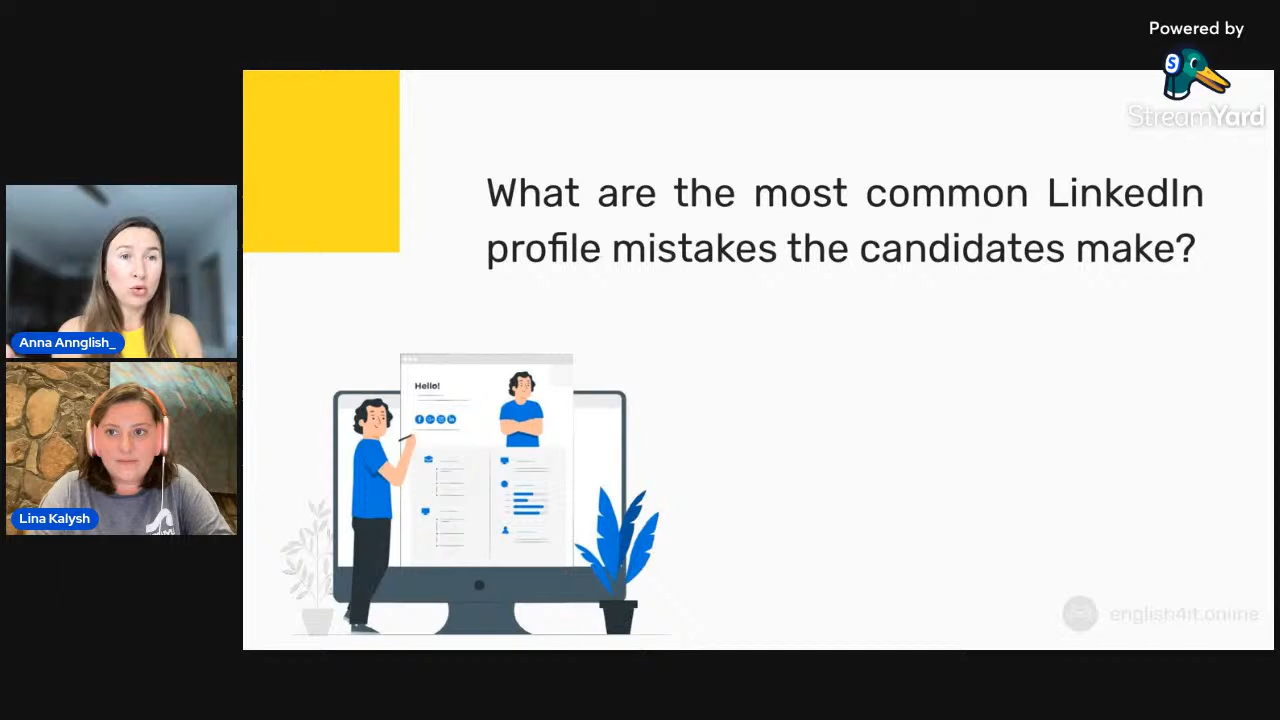 Powered by
StreamYard
What are the most common LinkedIn
profile mistakes the candidates make?
Anna Annglish_
Hello!
Lina Kalysh
english4it.online